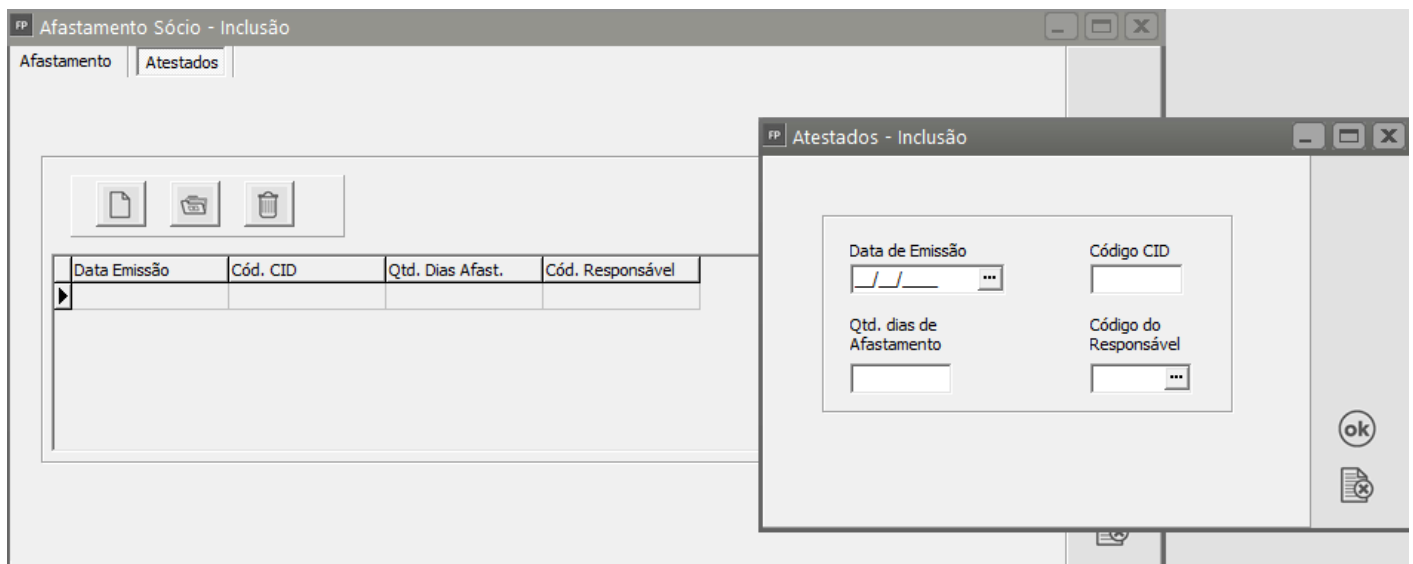 FP Afastamento Sócio - Inclusão
Afastamento Atestados
FP Atestados - Inclusão
Data Emissão Cód. CID Qtd. Dias Afast. Cód. Responsável
Data de Emissão Código CID
__/__/____ ...
Qtd. dias de Afastamento
Código do Responsável
...
ok